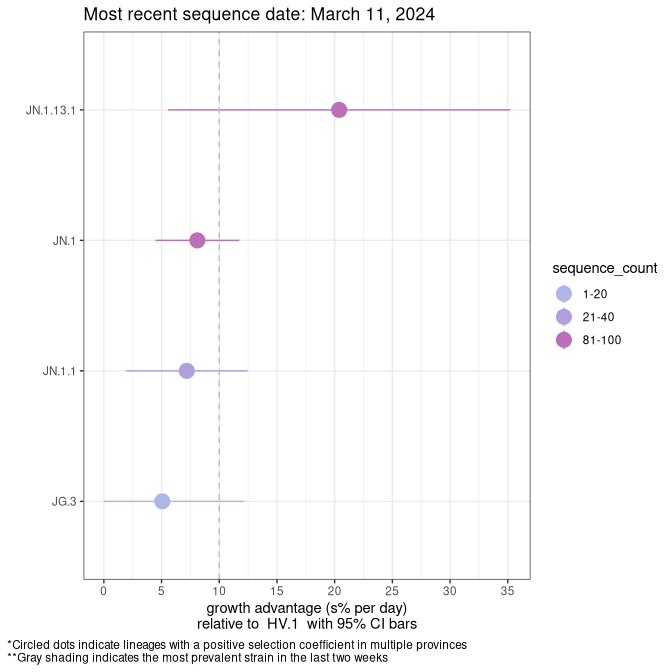 Most recent sequence date: March 11, 2024
JN.1.13.1
JN.1
JN.1.1
JG.3
sequence_count
1-20
21-40
81-100
0 5 10 15 20 25 30 35
growth advantage (s% per day)
relative to HV.1 with 95% CI bars
*Circled dots indicate lineages with a positive selection coefficient in multiple provinces
**Gray shading indicates the most prevalent strain in the last two weeks